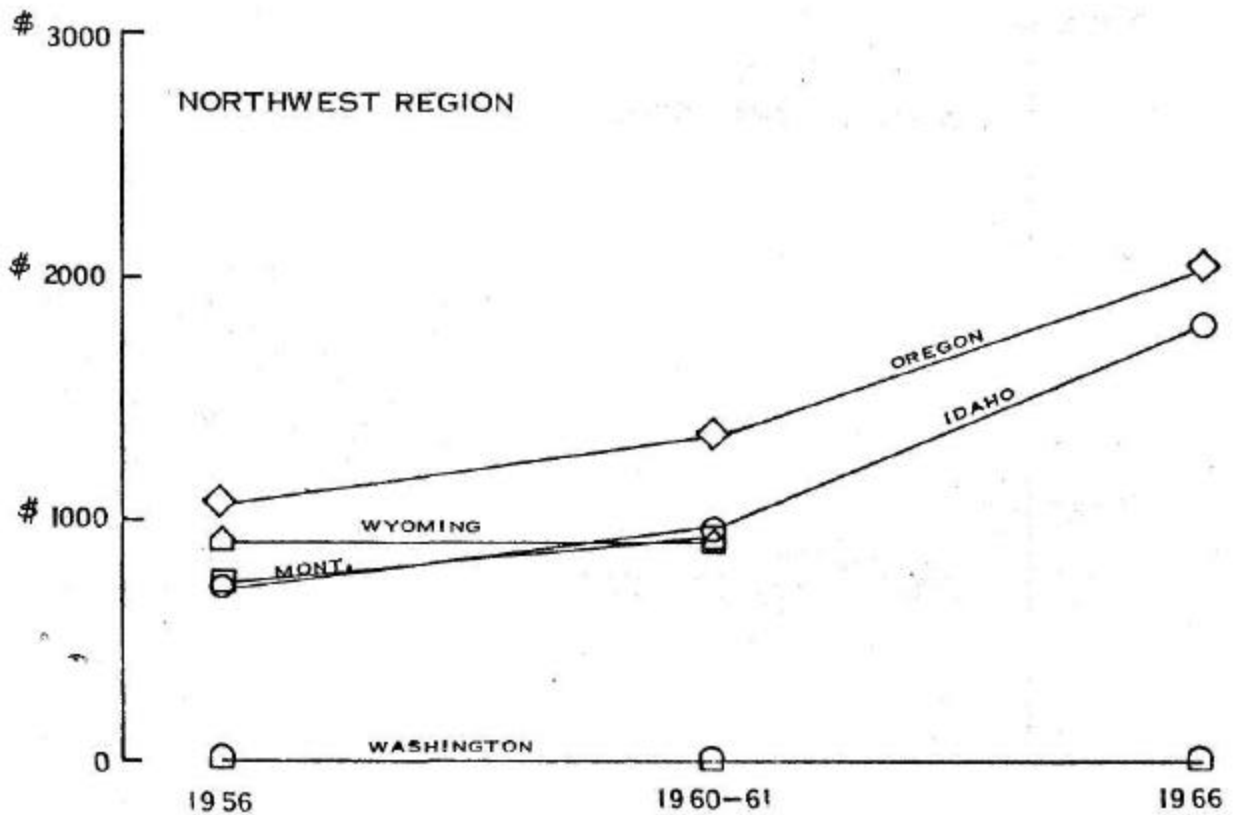 $ 3000
NORTHWEST REGION
$ 2000
OREGON
IDAHO
$ 1000
WYOMING
MONT.
WASHINGTON
0
1956 1960-61 1966